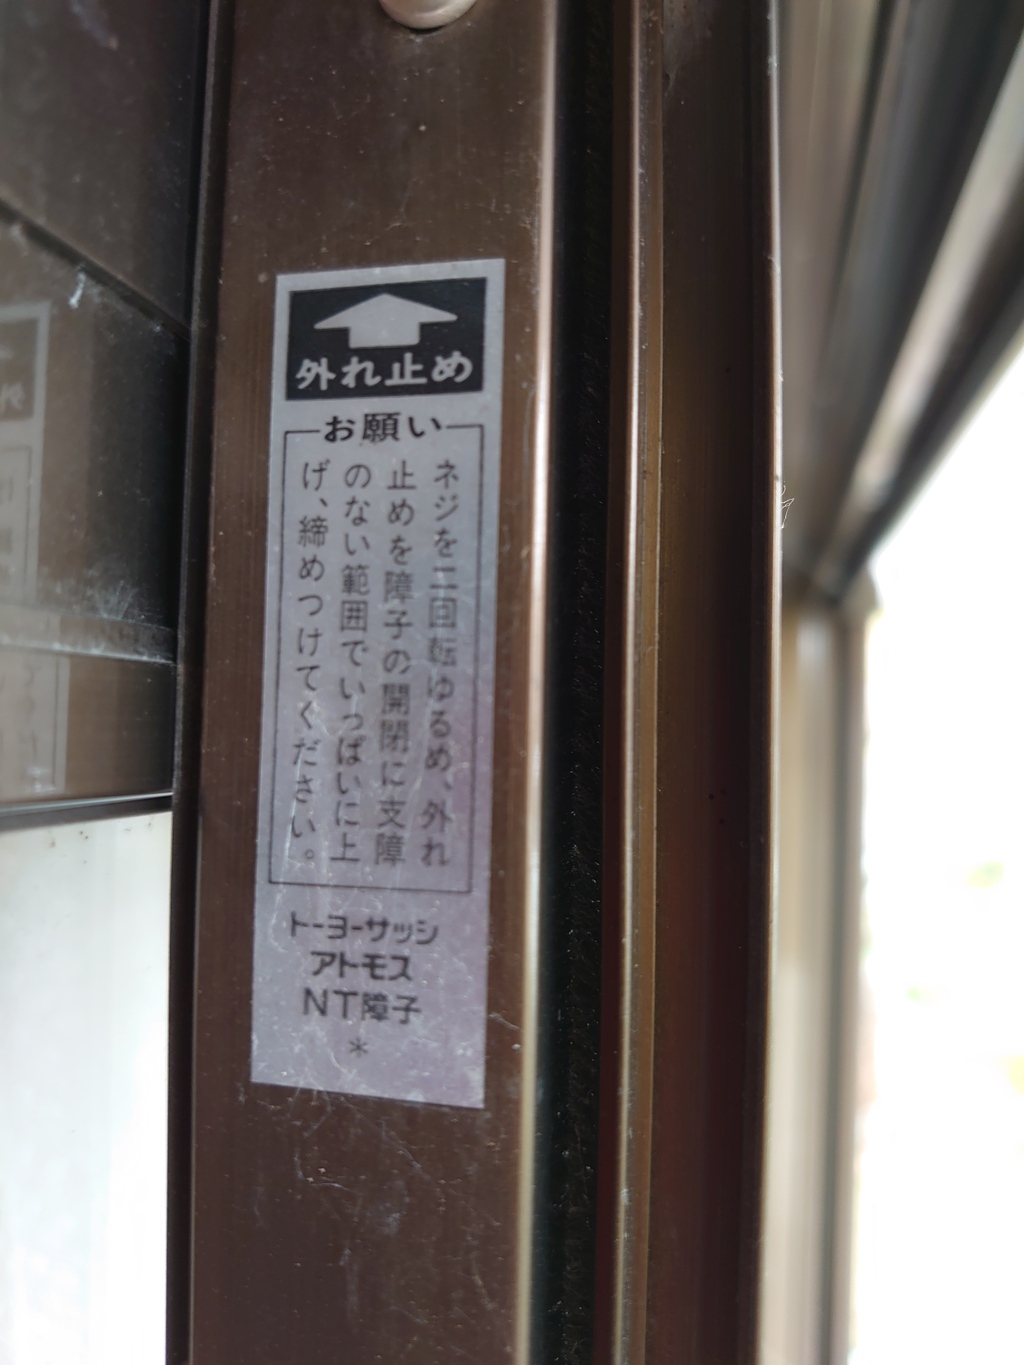 外れ止め
お願い
ネジを二回転ゆるめ、外れ
止めを障子の開閉に支障
のない範囲でいっぱいに上
げ、締めつけてください。
トーヨーサッシ
アトモス
NT障子
*